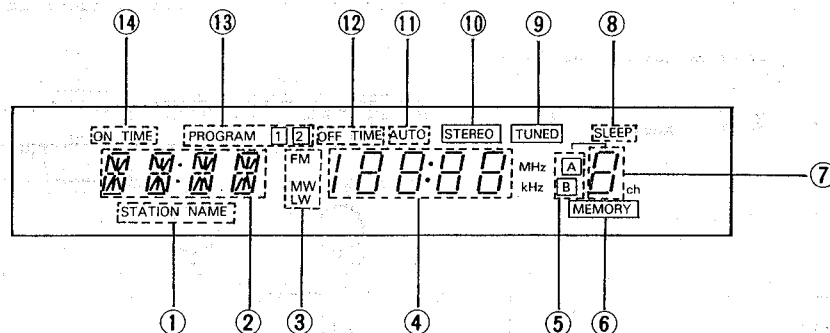 ⑭ ⑬ ⑫ ⑪ ⑩ ⑨ ⑧
ON TIME PROGRAM 1 2 OFF TIME AUTO STEREO TUNED SLEEP
FM 188:88 MHz A 8
MW kHz B ch ⑦
LW
STATION NAME MEMORY
① ② ③ ④ ⑤ ⑥